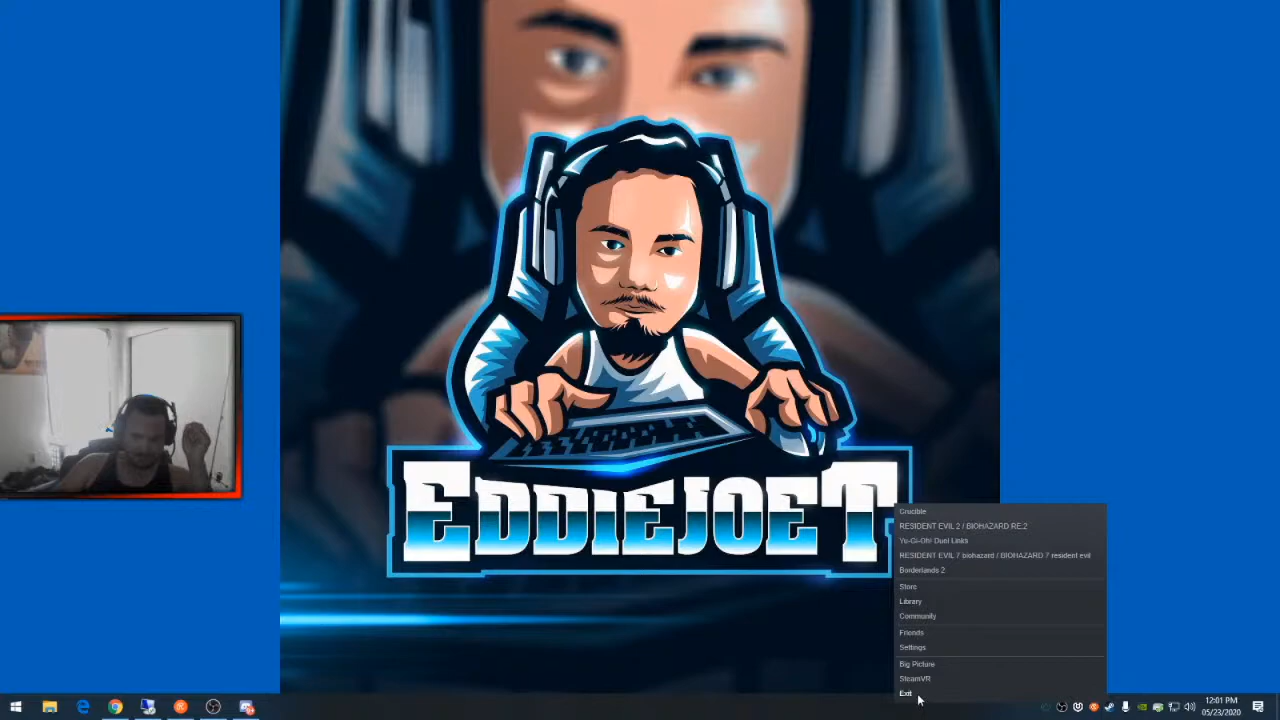 EDDIEJOET
Crucible
RESIDENT EVIL 2 / BIOHAZARD RE:2
Yu-Gi-Oh! Duel Links
RESIDENT EVIL 7 biohazard / BIOHAZARD 7 resident evil
Borderlands 2
Store
Library
Community
Friends
Settings
Big Picture
SteamVR
Exit
12:01 PM
05/23/2020